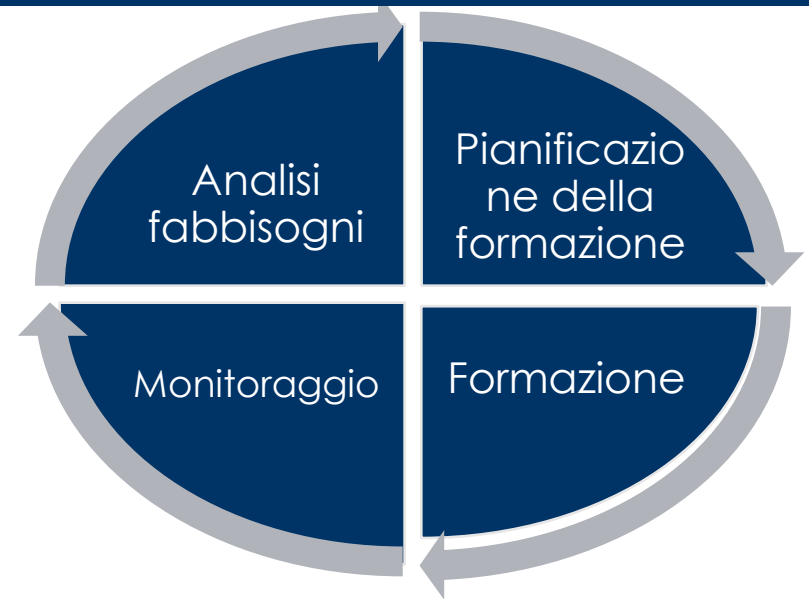 Analisi
fabbisogni
Pianificazio
ne della
formazione
Monitoraggio
Formazione